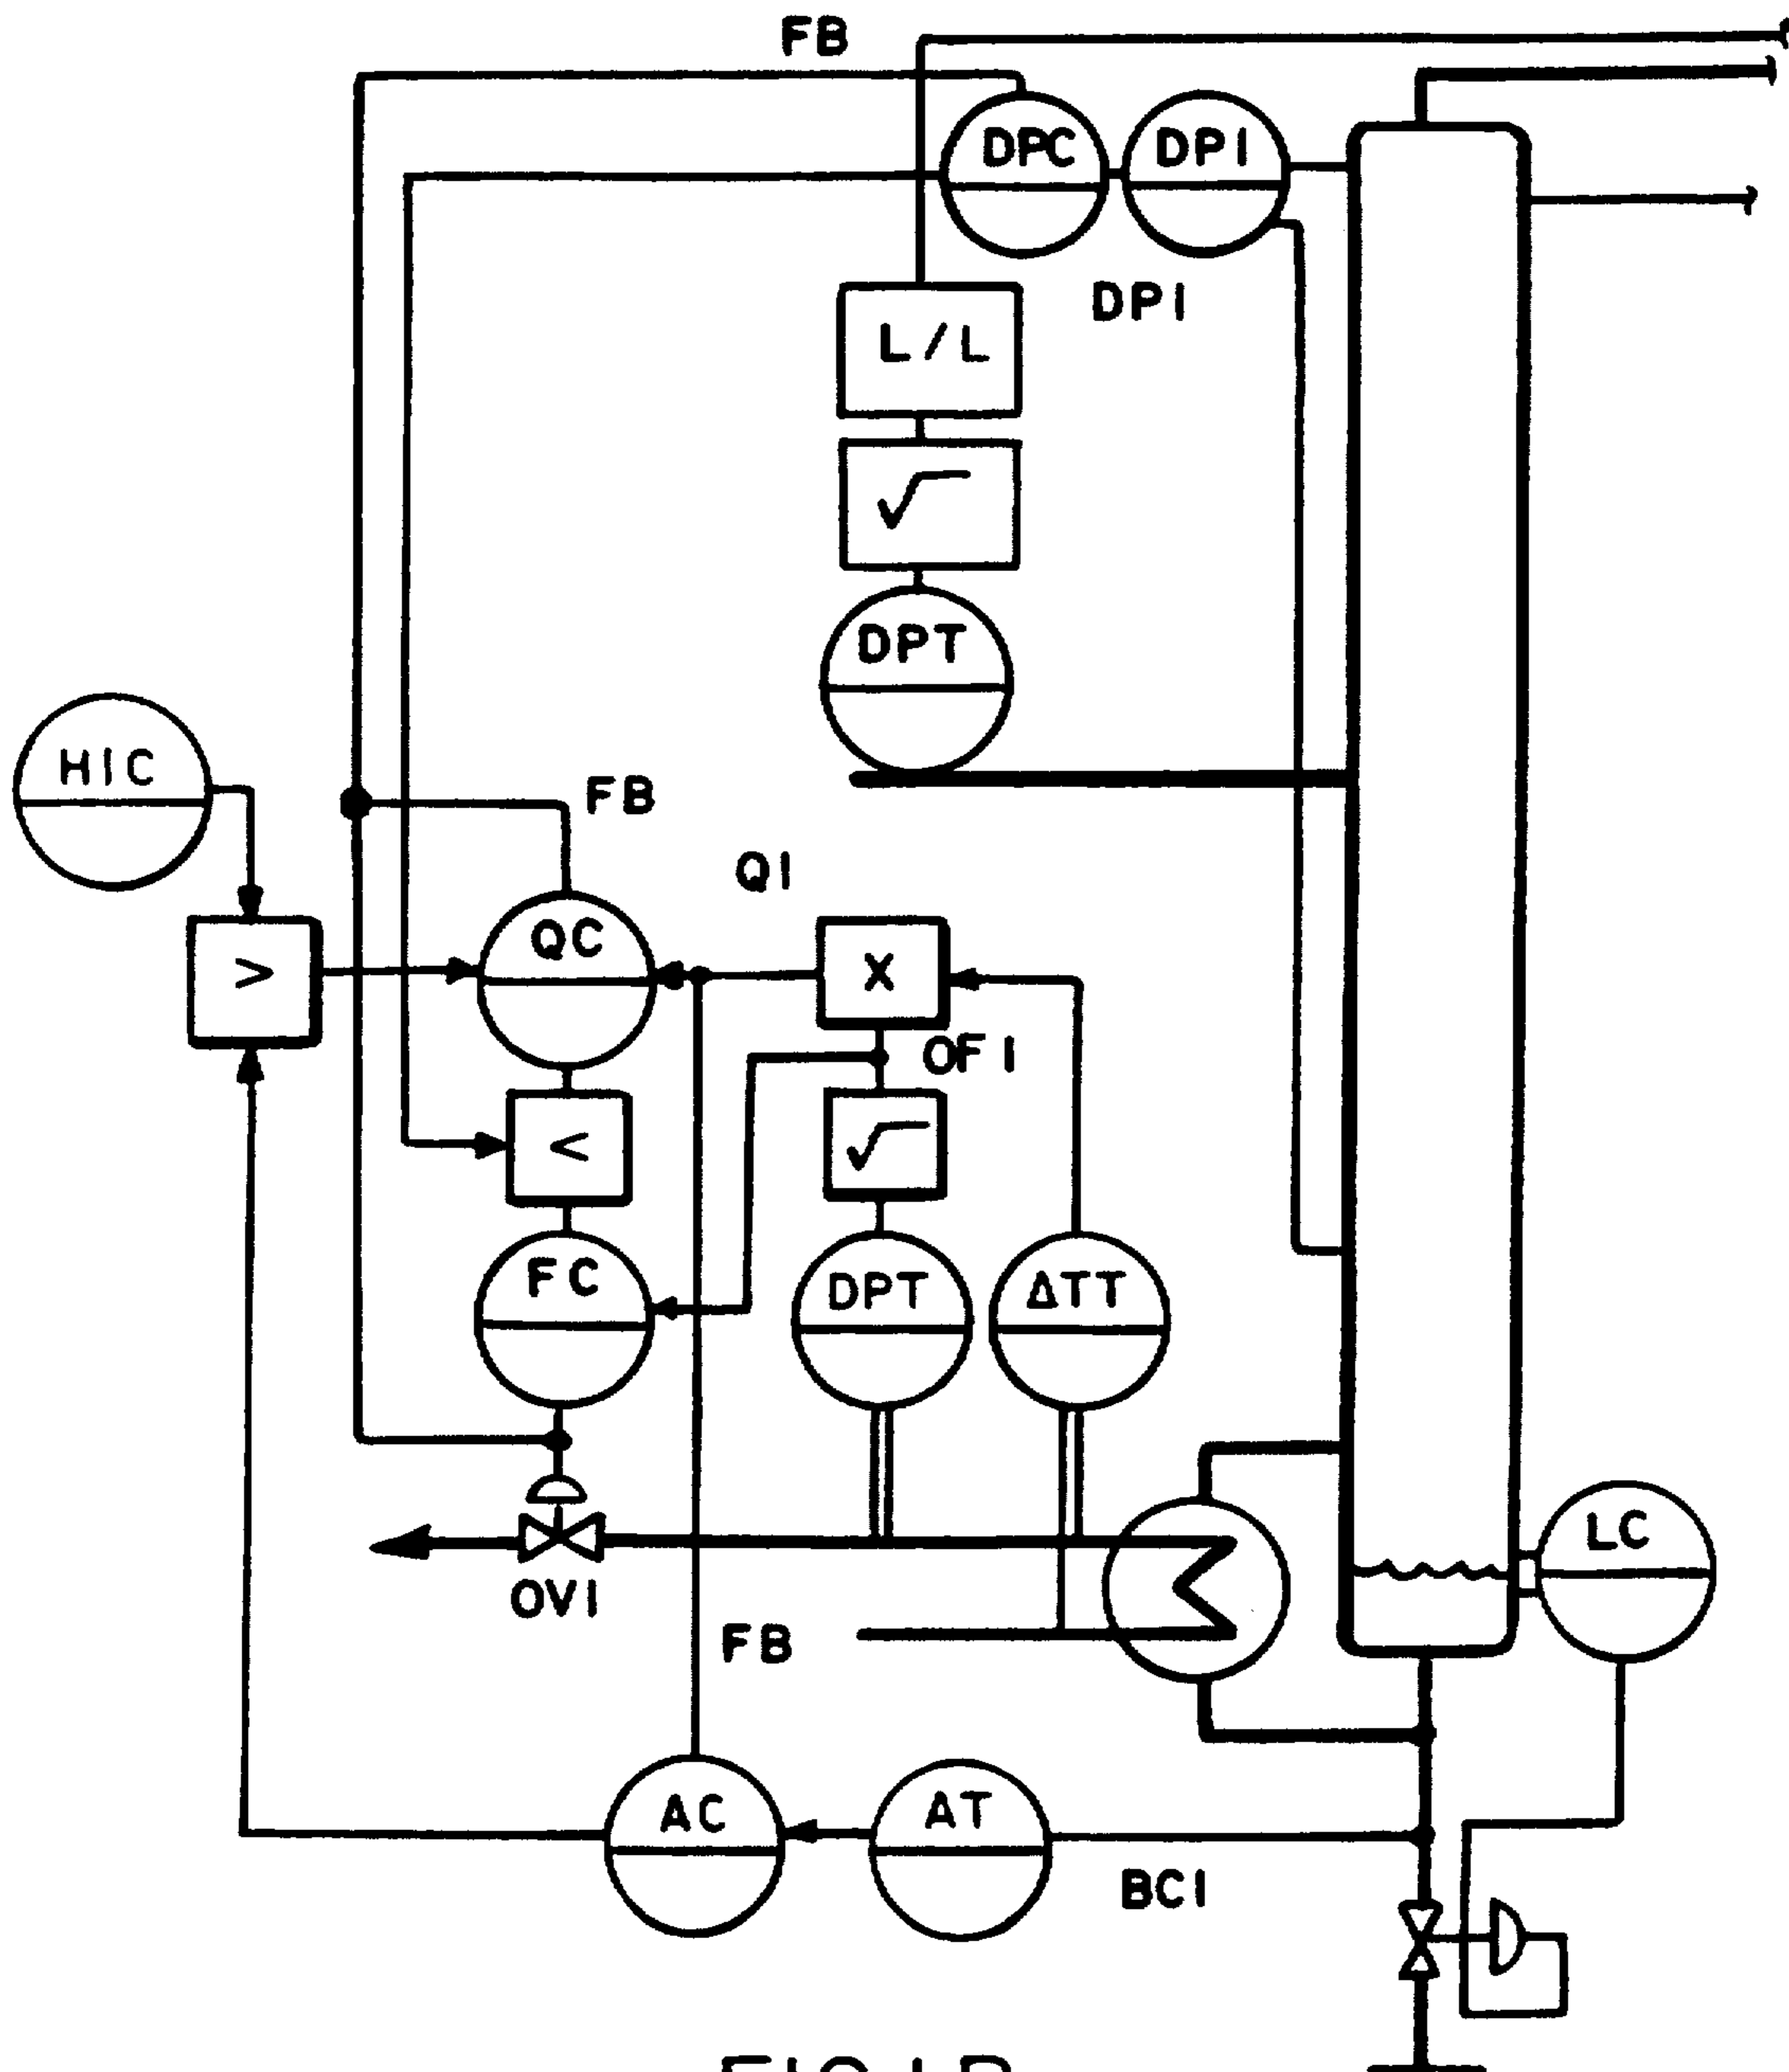 FB
DPC
DPI
DPI
L/L
√
DPT
HIC
FB
QI
QC
>
X
OFI
<
√
FC
DPT
ΔTT
LC
OVI
FB
AC
AT
BCI